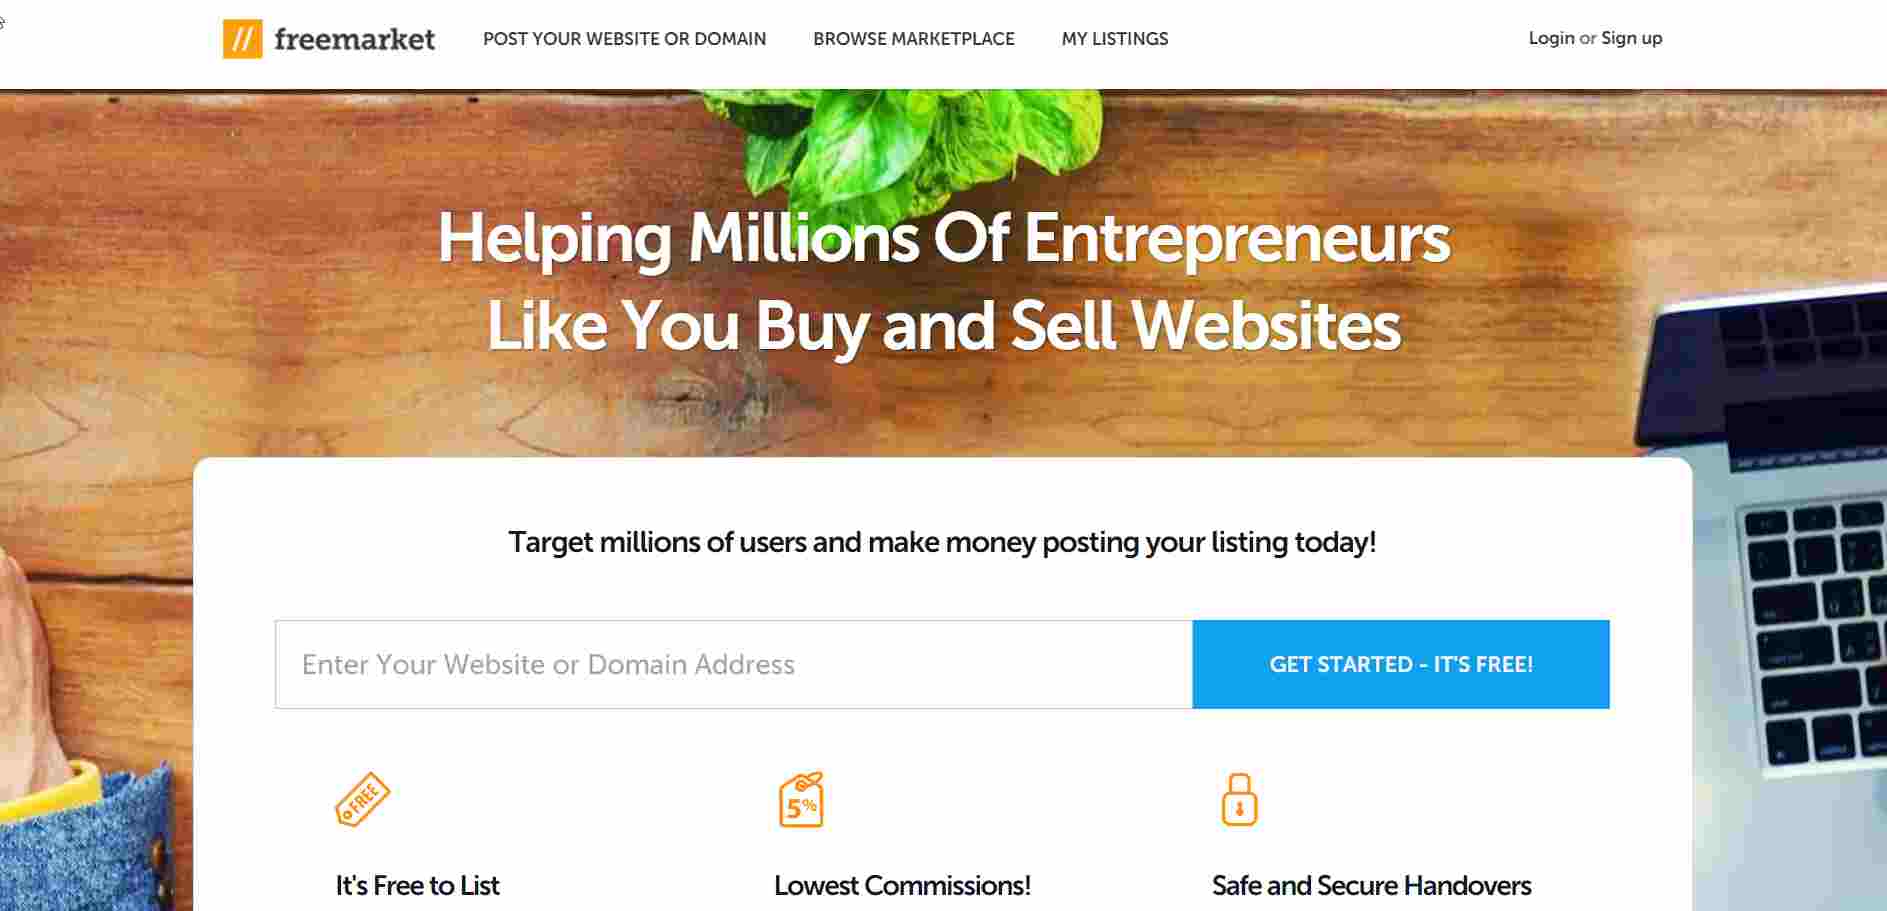 // freemarket POST YOUR WEBSITE OR DOMAIN BROWSE MARKETPLACE MY LISTINGS Login or Sign up
Helping Millions Of Entrepreneurs
Like You Buy and Sell Websites
Target millions of users and make money posting your listing today!
Enter Your Website or Domain Address GET STARTED - IT'S FREE!
FREE 5%
It's Free to List Lowest Commissions! Safe and Secure Handovers